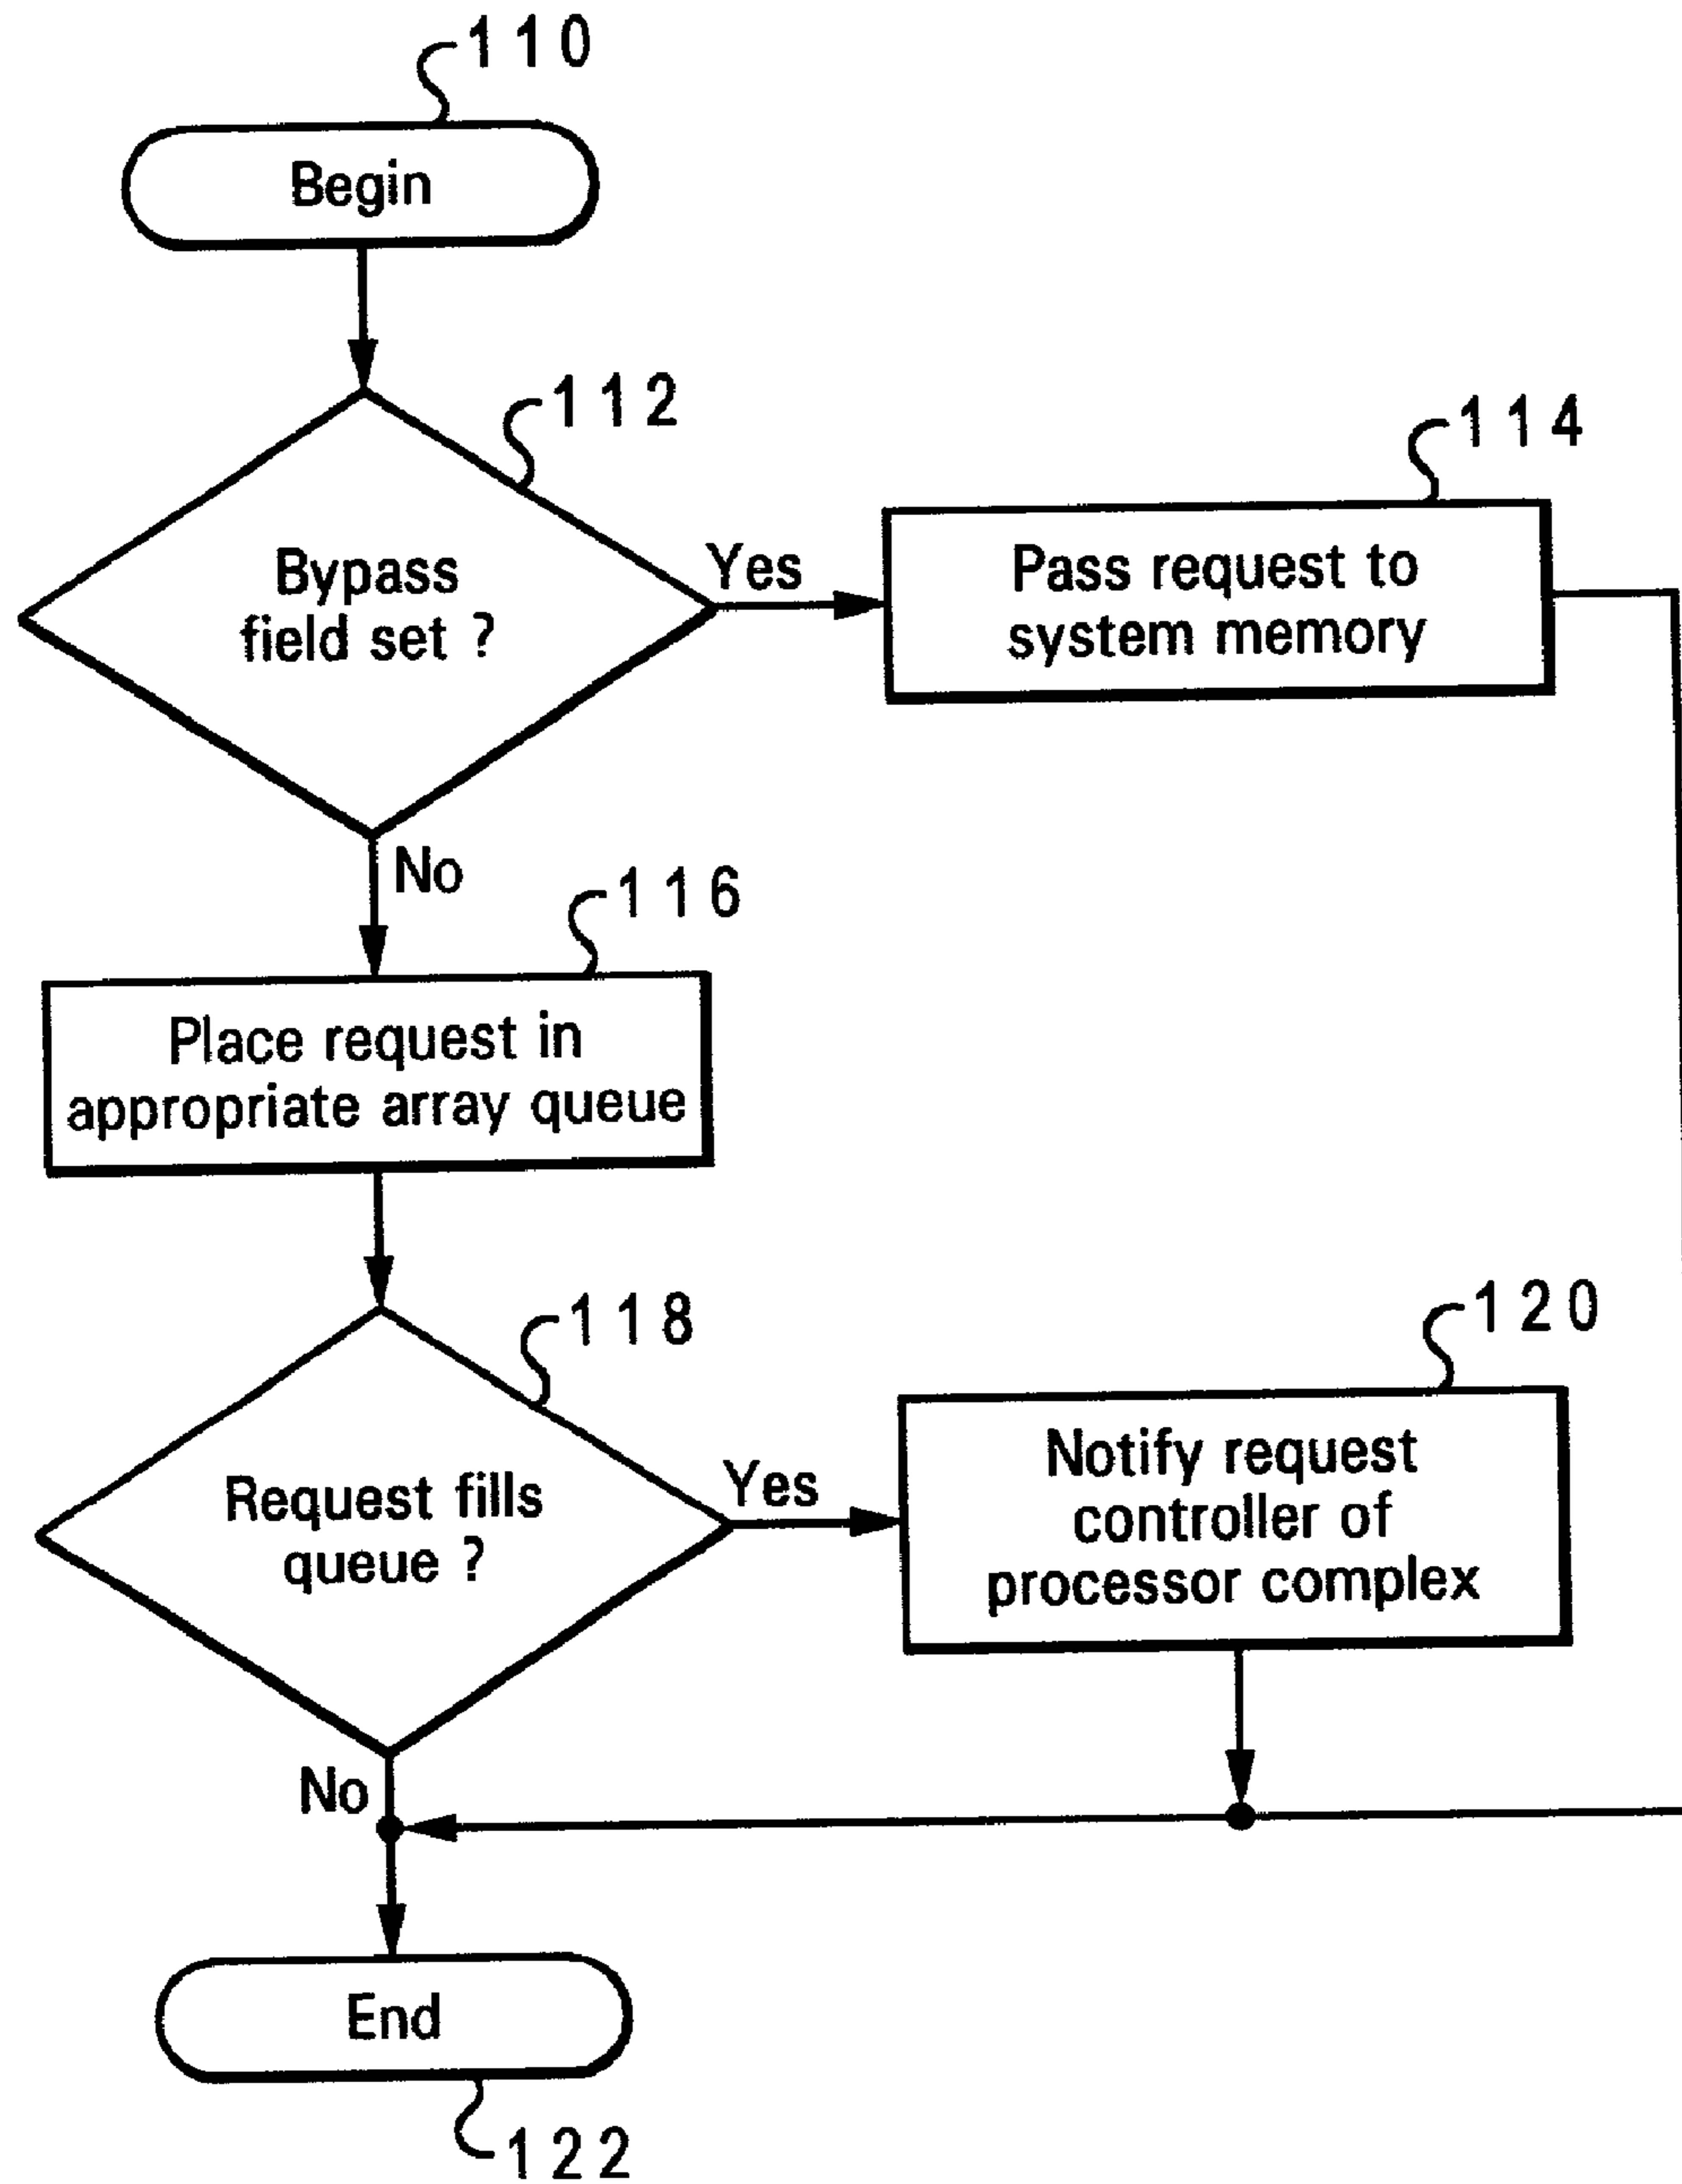 110
Begin
112
Bypass
field set ?
Yes
114
Pass request to
system memory
No
116
Place request in
appropriate array queue
118
Request fills
queue ?
Yes
120
Notify request
controller of
processor complex
No
End
122